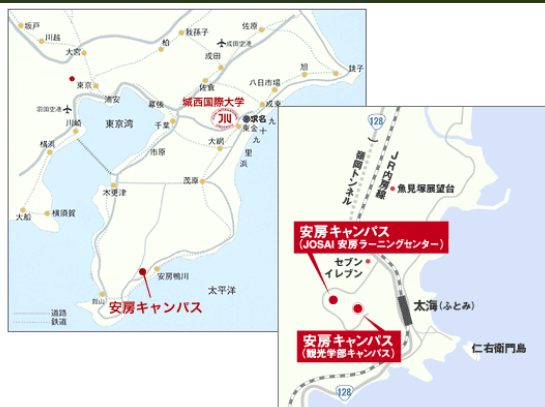 坂戸
川越
大宮
我孫子
柏
佐原
成田
成田空港
佐倉
旭
銚子
八日市場
東京
羽田空港
浦安
幕張
千葉
城西国際大学
JIU
成東
求名
東金
九十九里浜
大網
川崎
東京湾
市原
横浜
茂原
木更津
大船
横須賀
館山
安房鴨川
安房キャンパス
太平洋
道路
鉄道
128
嶺岡トンネル
JR内房線
魚見塚展望台
安房キャンパス
(JOSAI 安房ラーニングセンター)
セブン
イレブン
太海(ふとみ)
安房キャンパス
(観光学部キャンパス)
仁右衛門島
128